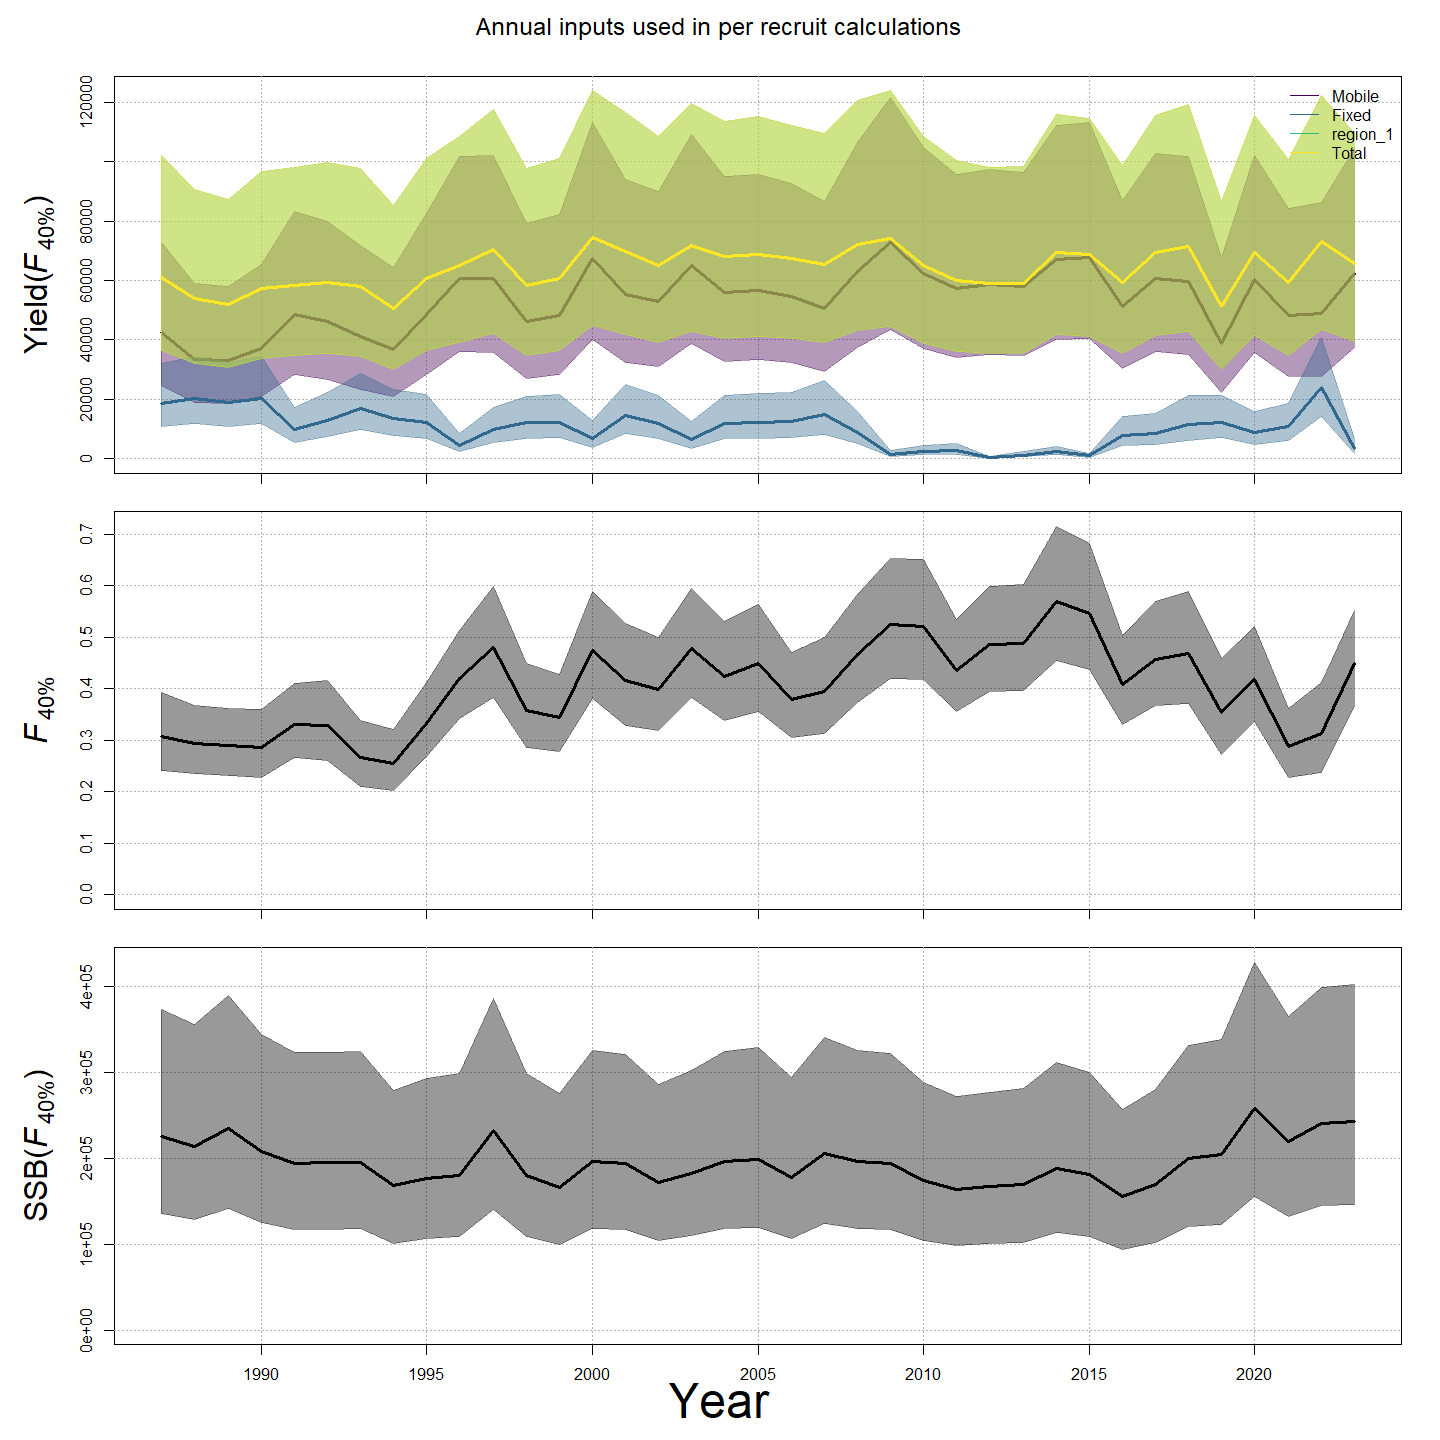 Annual inputs used in per recruit calculations
Yield(F40%)
0
20000
40000
60000
80000
120000
Mobile
Fixed
region_1
Total
F40%
0.0
0.1
0.2
0.3
0.4
0.5
0.6
0.7
SSB(F40%)
0e+00
1e+05
2e+05
3e+05
4e+05
1990 1995 2000 2005 2010 2015 2020
Year